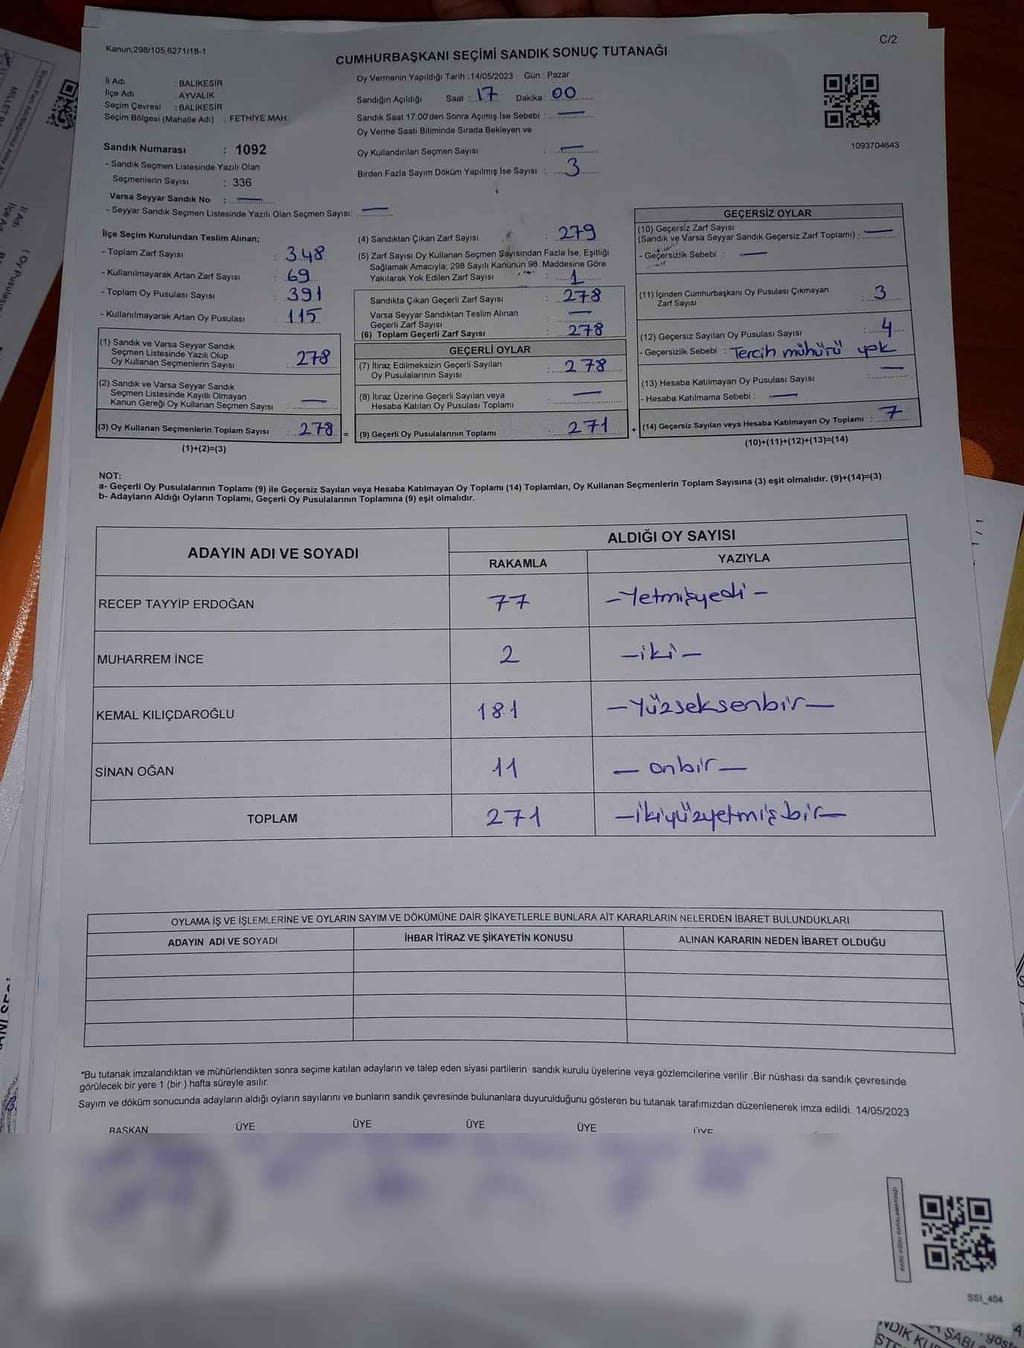 Kanun;298/105,6271/18-1
C/2
CUMHURBAŞKANI SEÇİMİ SANDIK SONUÇ TUTANAĞI
İli Adı : BALIKESİR
İlçe Adı : AYVALIK
Seçim Çevresi : BALIKESİR
Seçim Bölgesi (Mahalle Adı) : FETHİYE MAH.
Oy Vermenin Yapıldığı Tarih :14/05/2023 Gün : Pazar
Sandığın Açıldığı Saat : 17 Dakika : 00
Sandık Saat 17:00'den Sonra Açımış İse Sebebi : —
Oy Verme Saati Bitiminde Sırada Bekleyen ve
Oy Kullandırılan Seçmen Sayısı : —
Birden Fazla Sayım Döküm Yapılmış İse Sayısı : 3
1093704643
Sandık Numarası : 1092
- Sandık Seçmen Listesinde Yazılı Olan
Seçmenlerin Sayısı : 336
Varsa Seyyar Sandık No : —
- Seyyar Sandık Seçmen Listesinde Yazılı Olan Seçmen Sayısı: —
İlçe Seçim Kurulundan Teslim Alınan;
- Toplam Zarf Sayısı : 348
- Kullanılmayarak Artan Zarf Sayısı : 69
- Toplam Oy Pusulası Sayısı : 391
- Kullanılmayarak Artan Oy Pusulası : 115
(1) Sandık ve Varsa Seyyar Sandık
Seçmen Listesinde Yazılı Olup
Oy Kullanan Seçmenlerin Sayısı : 278
(2) Sandık ve Varsa Seyyar Sandık
Seçmen Listesinde Kayıtlı Olmayan
Kanun Gereği Oy Kullanan Seçmen Sayısı : —
(3) Oy Kullanan Seçmenlerin Toplam Sayısı : 278 =
(1)+(2)=(3)
(4) Sandıktan Çıkan Zarf Sayısı : 279
(5) Zarf Sayısı Oy Kullanan Seçmen Sayısından Fazla İse, Eşitliği
Sağlamak Amacıyla; 298 Sayılı Kanunun 98. Maddesine Göre
Yakılarak Yok Edilen Zarf Sayısı : 1
Sandıkta Çıkan Geçerli Zarf Sayısı : 278
Varsa Seyyar Sandıktan Teslim Alınan
Geçerli Zarf Sayısı : —
(6) Toplam Geçerli Zarf Sayısı : 278
GEÇERLİ OYLAR
(7) İtiraz Edilmeksizin Geçerli Sayılan
Oy Pusulalarının Sayısı : 278
(8) İtiraz Üzerine Geçerli Sayılan veya
Hesaba Katılan Oy Pusulası Toplamı : —
(9) Geçerli Oy Pusulalarının Toplamı : 271 +
GEÇERSİZ OYLAR
(10) Geçersiz Zarf Sayısı
(Sandık ve Varsa Seyyar Sandık Geçersiz Zarf Toplamı) : —
- Geçersizlik Sebebi : —
(11) İçinden Cumhurbaşkanı Oy Pusulası Çıkmayan
Zarf Sayısı : 3
(12) Geçersiz Sayılan Oy Pusulası Sayısı : 4
- Geçersizlik Sebebi : Tercih mühürü yok
(13) Hesaba Katılmayan Oy Pusulası Sayısı : —
- Hesaba Katılmama Sebebi : —
(14) Geçersiz Sayılan veya Hesaba Katılmayan Oy Toplamı : 7
(10)+(11)+(12)+(13)=(14)
NOT:
a- Geçerli Oy Pusulalarının Toplamı (9) ile Geçersiz Sayılan veya Hesaba Katılmayan Oy Toplamı (14) Toplamları, Oy Kullanan Seçmenlerin Toplam Sayısına (3) eşit olmalıdır. (9)+(14)=(3)
b- Adayların Aldığı Oyların Toplamı, Geçerli Oy Pusulalarının Toplamına (9) eşit olmalıdır.
ADAYIN ADI VE SOYADI
ALDIĞI OY SAYISI
RAKAMLA YAZIYLA
RECEP TAYYİP ERDOĞAN 77 —Yetmişyedi—
MUHARREM İNCE 2 —iki—
KEMAL KILIÇDAROĞLU 181 —Yüzseksenbir—
SİNAN OĞAN 11 —onbir—
TOPLAM 271 —ikiyüzyetmişbir—
OYLAMA İŞ VE İŞLEMLERİNE VE OYLARIN SAYIM VE DÖKÜMÜNE DAİR ŞİKAYETLERLE BUNLARA AİT KARARLARIN NELERDEN İBARET BULUNDUKLARI
ADAYIN ADI VE SOYADI İHBAR İTİRAZ VE ŞİKAYETİN KONUSU ALINAN KARARIN NEDEN İBARET OLDUĞU
*Bu tutanak imzalandıktan ve mühürlendikten sonra seçime katılan adayların ve talep eden siyasi partilerin sandık kurulu üyelerine veya gözlemcilerine verilir .Bir nüshası da sandık çevresinde
görülecek bir yere 1 (bir ) hafta süreyle asılır.
Sayım ve döküm sonucunda adayların aldığı oyların sayılarını ve bunların sandık çevresinde bulunanlara duyurulduğunu gösteren bu tutanak tarafımızdan düzenlenerek imza edildi. 14/05/2023
BAŞKAN ÜYE ÜYE ÜYE ÜYE ÜYE
SSI_404